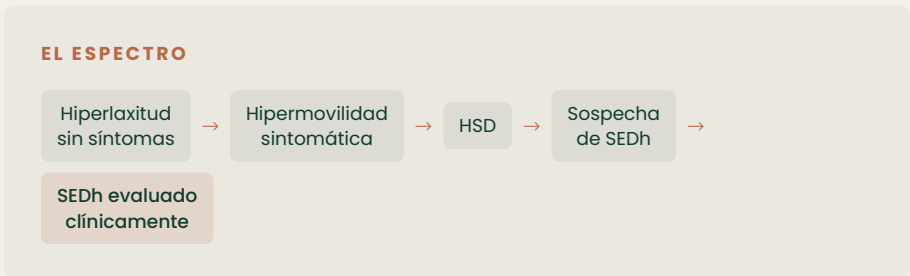 EL ESPECTRO
Hiperlaxitud
sin síntomas
→
Hipermovilidad
sintomática
→
HSD
→
Sospecha
de SEDh
→
SEDh evaluado
clínicamente